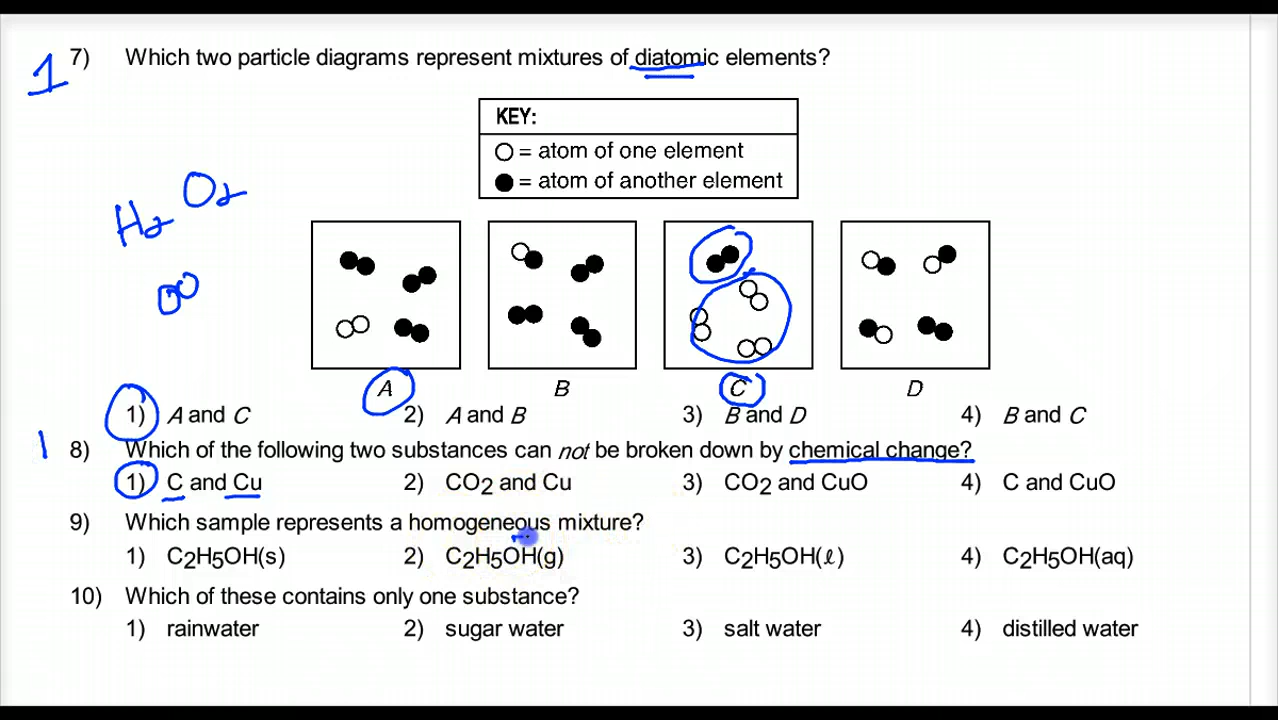 1 7) Which two particle diagrams represent mixtures of diatomic elements?
KEY:
= atom of one element
= atom of another element
H2 O2
A B C D
1) A and C 2) A and B 3) B and D 4) B and C
1 8) Which of the following two substances can not be broken down by chemical change?
1) C and Cu 2) CO2 and Cu 3) CO2 and CuO 4) C and CuO
9) Which sample represents a homogeneous mixture?
1) C2H5OH(s) 2) C2H5OH(g) 3) C2H5OH(ℓ) 4) C2H5OH(aq)
10) Which of these contains only one substance?
1) rainwater 2) sugar water 3) salt water 4) distilled water